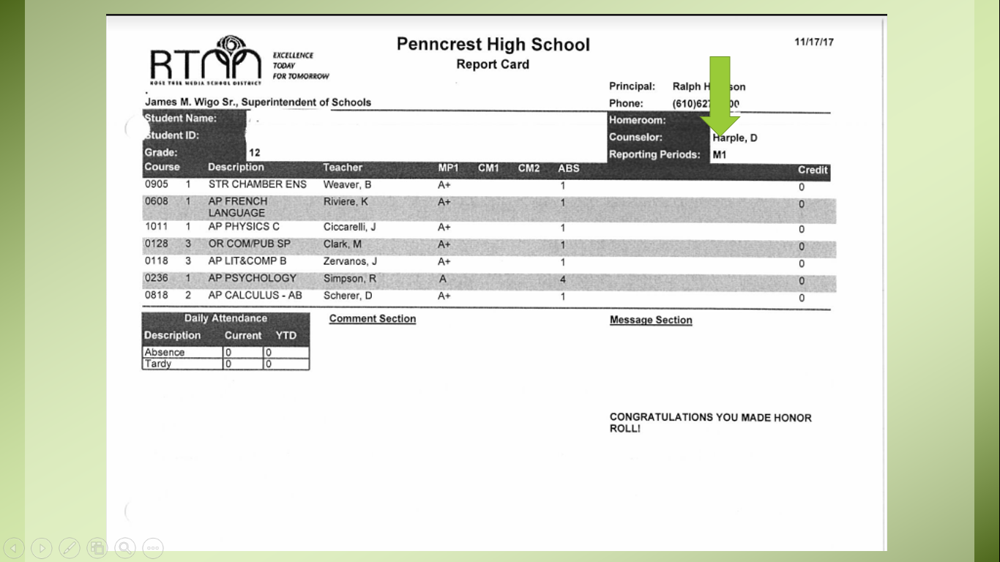 Penncrest High School
11/17/17
Report Card
RTM
EXCELLENCE
TODAY
FOR TOMORROW
ROSE TREE MEDIA SCHOOL DISTRICT
Principal: Ralph
James M. Wigo Sr., Superintendent of Schools
Phone: (610)
Student Name:
Homeroom:
Student ID:
Counselor: Harple, D
Grade: 12
Reporting Periods: M1
Course Description Teacher MP1 CM1 CM2 ABS Credit
0905 1 STR CHAMBER ENS Weaver, B A+ 1 0
0608 1 AP FRENCH Riviere, K A+ 1 0
LANGUAGE
1011 1 AP PHYSICS C Ciccarelli, J A+ 1 0
0128 3 OR COM/PUB SP Clark, M A+ 1 0
0118 3 AP LIT&COMP B Zervanos, J A+ 1 0
0236 1 AP PSYCHOLOGY Simpson, R A 4 0
0818 2 AP CALCULUS - AB Scherer, D A+ 1 0
Daily Attendance
Comment Section
Message Section
Description Current YTD
Absence 0 0
Tardy 0 0
CONGRATULATIONS YOU MADE HONOR
ROLL!